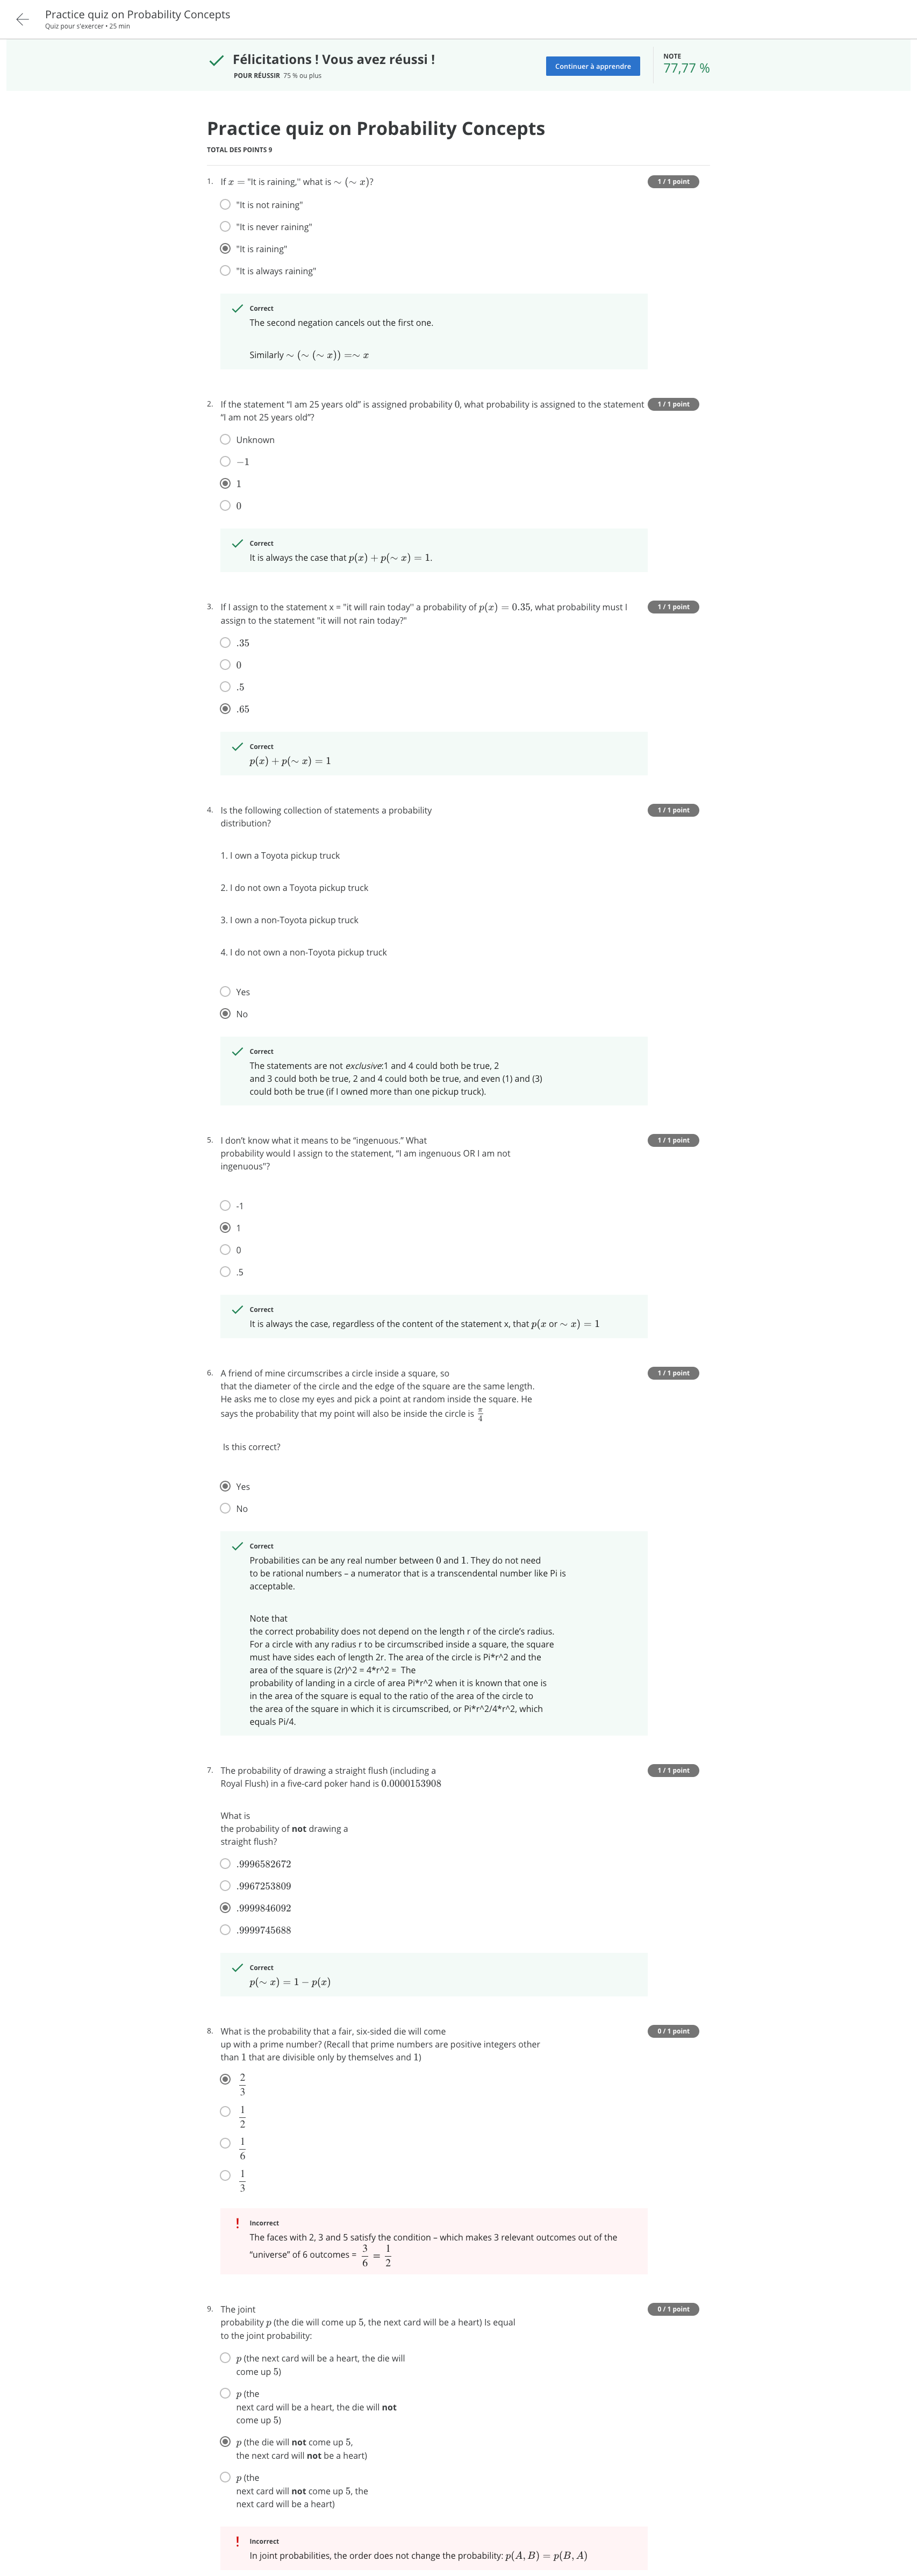 Practice quiz on Probability Concepts
Quiz pour s'exercer • 25 min
Félicitations ! Vous avez réussi !
POUR RÉUSSIR 75 % ou plus
Continuer à apprendre
NOTE
77,77 %
Practice quiz on Probability Concepts
TOTAL DES POINTS 9
1. If x = "It is raining," what is ∼ (∼ x)?
1 / 1 point
"It is not raining"
"It is never raining"
"It is raining"
"It is always raining"
Correct
The second negation cancels out the first one.
Similarly ∼ (∼ (∼ x)) =∼ x
2. If the statement “I am 25 years old” is assigned probability 0, what probability is assigned to the statement
1 / 1 point
“I am not 25 years old”?
Unknown
−1
1
0
Correct
It is always the case that p(x) + p(∼ x) = 1.
3. If I assign to the statement x = "it will rain today" a probability of p(x) = 0.35, what probability must I
1 / 1 point
assign to the statement "it will not rain today?"
.35
0
.5
.65
Correct
p(x) + p(∼ x) = 1
4. Is the following collection of statements a probability
1 / 1 point
distribution?
1. I own a Toyota pickup truck
2. I do not own a Toyota pickup truck
3. I own a non-Toyota pickup truck
4. I do not own a non-Toyota pickup truck
Yes
No
Correct
The statements are not exclusive:1 and 4 could both be true, 2
and 3 could both be true, 2 and 4 could both be true, and even (1) and (3)
could both be true (if I owned more than one pickup truck).
5. I don’t know what it means to be “ingenuous.” What
1 / 1 point
probability would I assign to the statement, “I am ingenuous OR I am not
ingenuous"?
-1
1
0
.5
Correct
It is always the case, regardless of the content of the statement x, that p(x or ∼ x) = 1
6. A friend of mine circumscribes a circle inside a square, so
1 / 1 point
that the diameter of the circle and the edge of the square are the same length.
He asks me to close my eyes and pick a point at random inside the square. He
says the probability that my point will also be inside the circle is π/4
Is this correct?
Yes
No
Correct
Probabilities can be any real number between 0 and 1. They do not need
to be rational numbers – a numerator that is a transcendental number like Pi is
acceptable.
Note that
the correct probability does not depend on the length r of the circle’s radius.
For a circle with any radius r to be circumscribed inside a square, the square
must have sides each of length 2r. The area of the circle is Pi*r^2 and the
area of the square is (2r)^2 = 4*r^2 = The
probability of landing in a circle of area Pi*r^2 when it is known that one is
in the area of the square is equal to the ratio of the area of the circle to
the area of the square in which it is circumscribed, or Pi*r^2/4*r^2, which
equals Pi/4.
7. The probability of drawing a straight flush (including a
1 / 1 point
Royal Flush) in a five-card poker hand is 0.0000153908
What is
the probability of not drawing a
straight flush?
.9996582672
.9967253809
.9999846092
.9999745688
Correct
p(∼ x) = 1 − p(x)
8. What is the probability that a fair, six-sided die will come
0 / 1 point
up with a prime number? (Recall that prime numbers are positive integers other
than 1 that are divisible only by themselves and 1)
2/3
1/2
1/6
1/3
Incorrect
The faces with 2, 3 and 5 satisfy the condition – which makes 3 relevant outcomes out of the
“universe” of 6 outcomes = 3/6 = 1/2
9. The joint
0 / 1 point
probability p (the die will come up 5, the next card will be a heart) Is equal
to the joint probability:
p (the next card will be a heart, the die will
come up 5)
p (the
next card will be a heart, the die will not
come up 5)
p (the die will not come up 5,
the next card will not be a heart)
p (the
next card will not come up 5, the
next card will be a heart)
Incorrect
In joint probabilities, the order does not change the probability: p(A, B) = p(B, A)